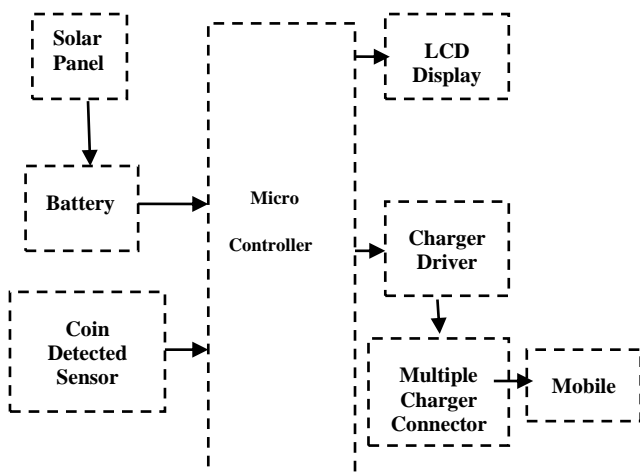 Solar
Panel
LCD
Display
Battery
Micro
Controller
Charger
Driver
Coin
Detected
Sensor
Multiple
Charger
Connector
Mobile